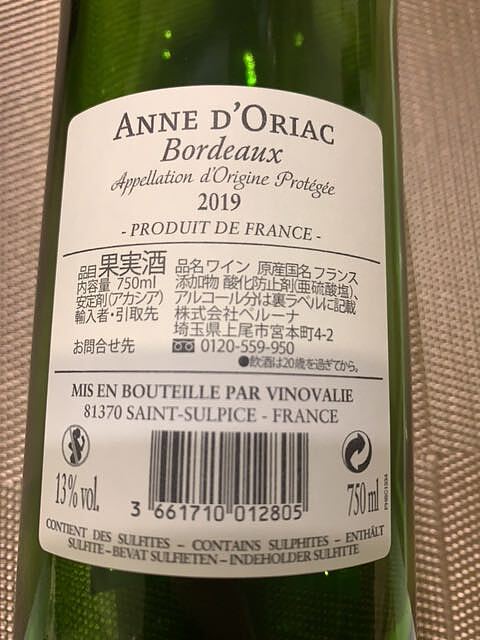 ANNE D'ORIAC
Bordeaux
Appellation d'Origine Protégée
2019
- PRODUIT DE FRANCE -
品目 果実酒 品名 ワイン 原産国名 フランス
内容量 750ml 添加物 酸化防止剤(亜硫酸塩)、
安定剤(アカシア) アルコール分は裏ラベルに記載
輸入者・引取先 株式会社ベルーナ
埼玉県上尾市宮本町4-2
お問合せ先 0120-559-950
●飲酒は20歳を過ぎてから。
MIS EN BOUTEILLE PAR VINOVALIE
81370 SAINT-SULPICE - FRANCE
13% vol.
3 661710 012805
750 ml
PHBC1934
CONTIENT DES SULFITES – CONTAINS SULPHITES – ENTHÄLT
SULFITE – BEVAT SULFIETEN – INDEHOLDER SULFITTE